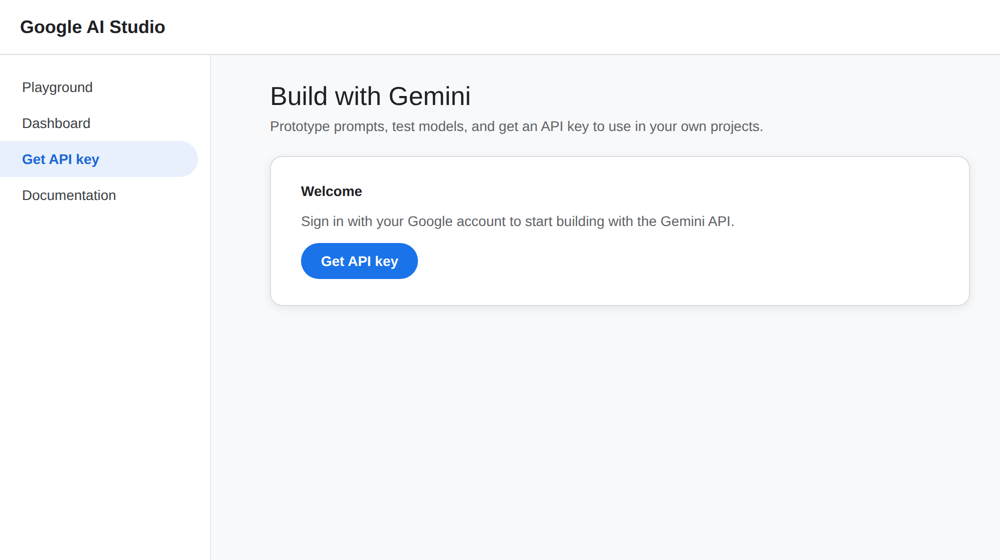 Google AI Studio
Playground
Dashboard
Get API key
Documentation
Build with Gemini
Prototype prompts, test models, and get an API key to use in your own projects.
Welcome
Sign in with your Google account to start building with the Gemini API.
Get API key